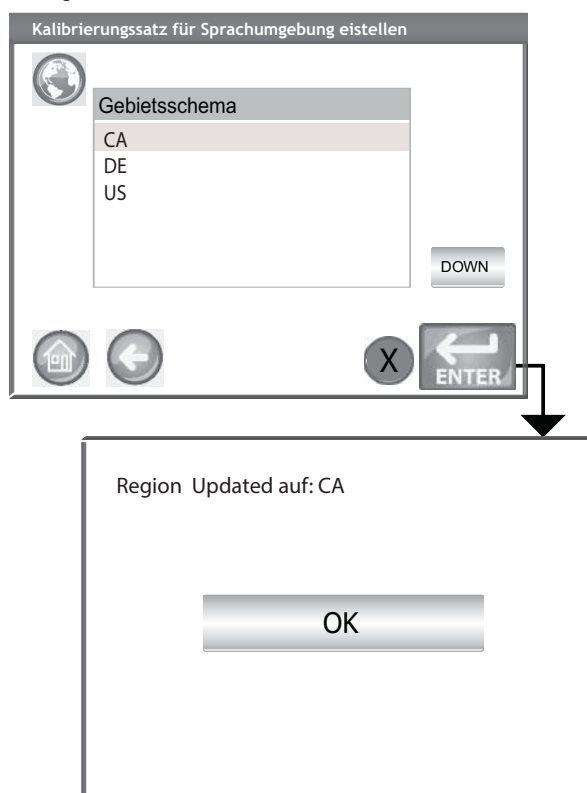 Kalibrierungssatz für Sprachumgebung eistellen
Gebietsschema
CA
DE
US
DOWN
X
ENTER
Region Updated auf: CA
OK